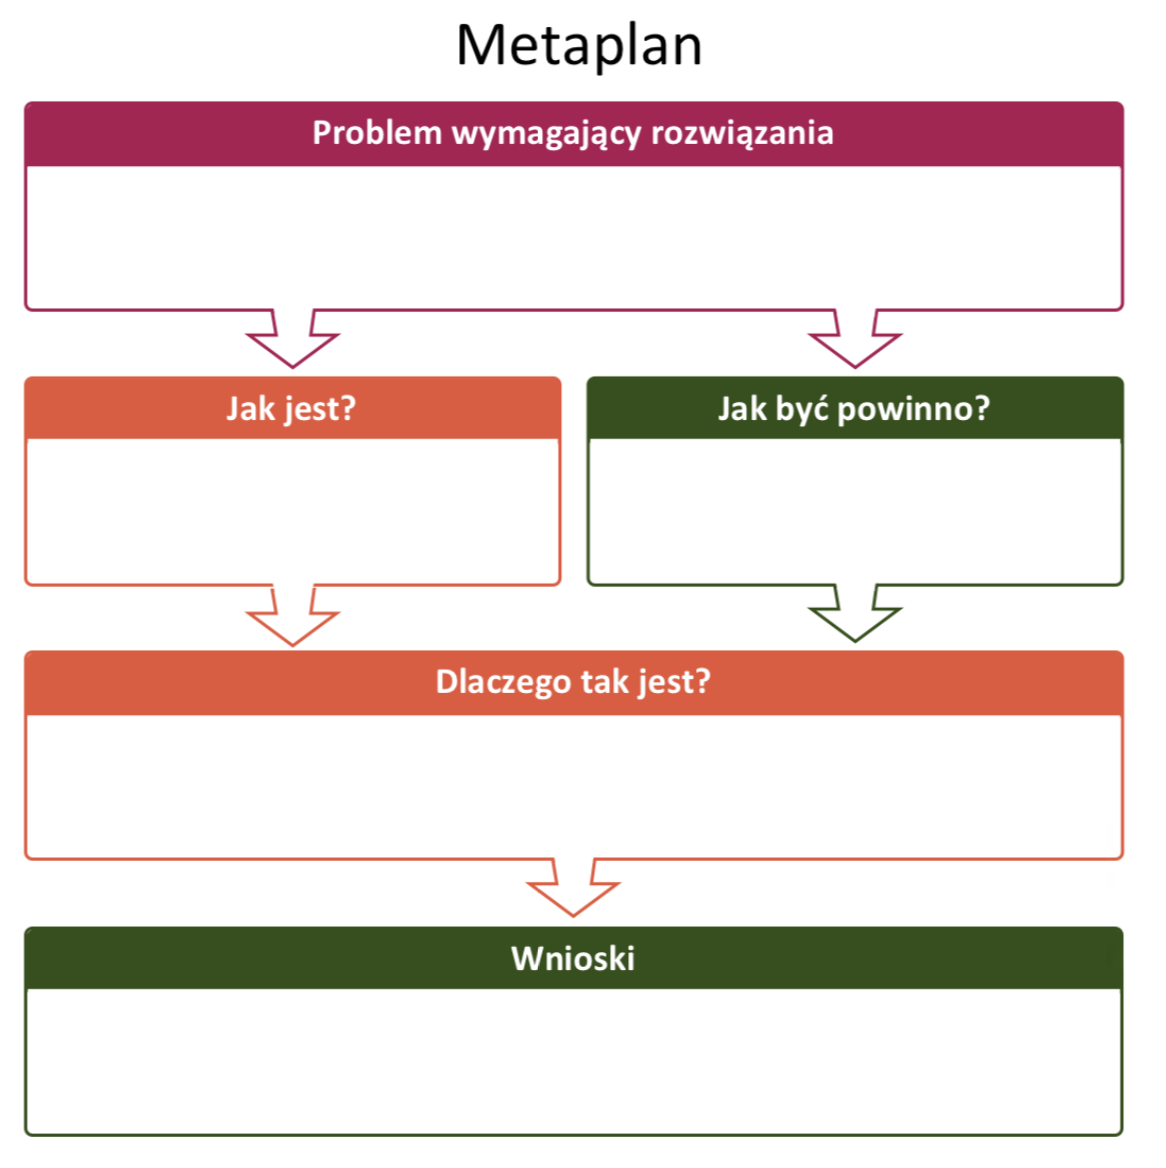 Metaplan
Problem wymagający rozwiązania
Jak jest?
Jak być powinno?
Dlaczego tak jest?
Wnioski